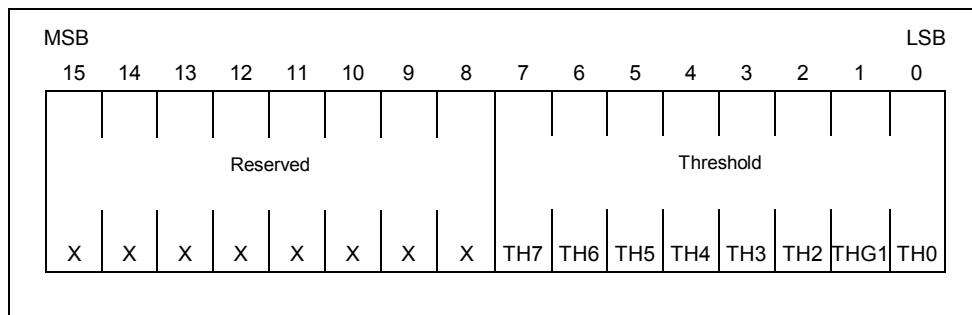 MSB LSB
15 14 13 12 11 10 9 8 7 6 5 4 3 2 1 0
Reserved Threshold
X X X X X X X X TH7 TH6 TH5 TH4 TH3 TH2 THG1 TH0